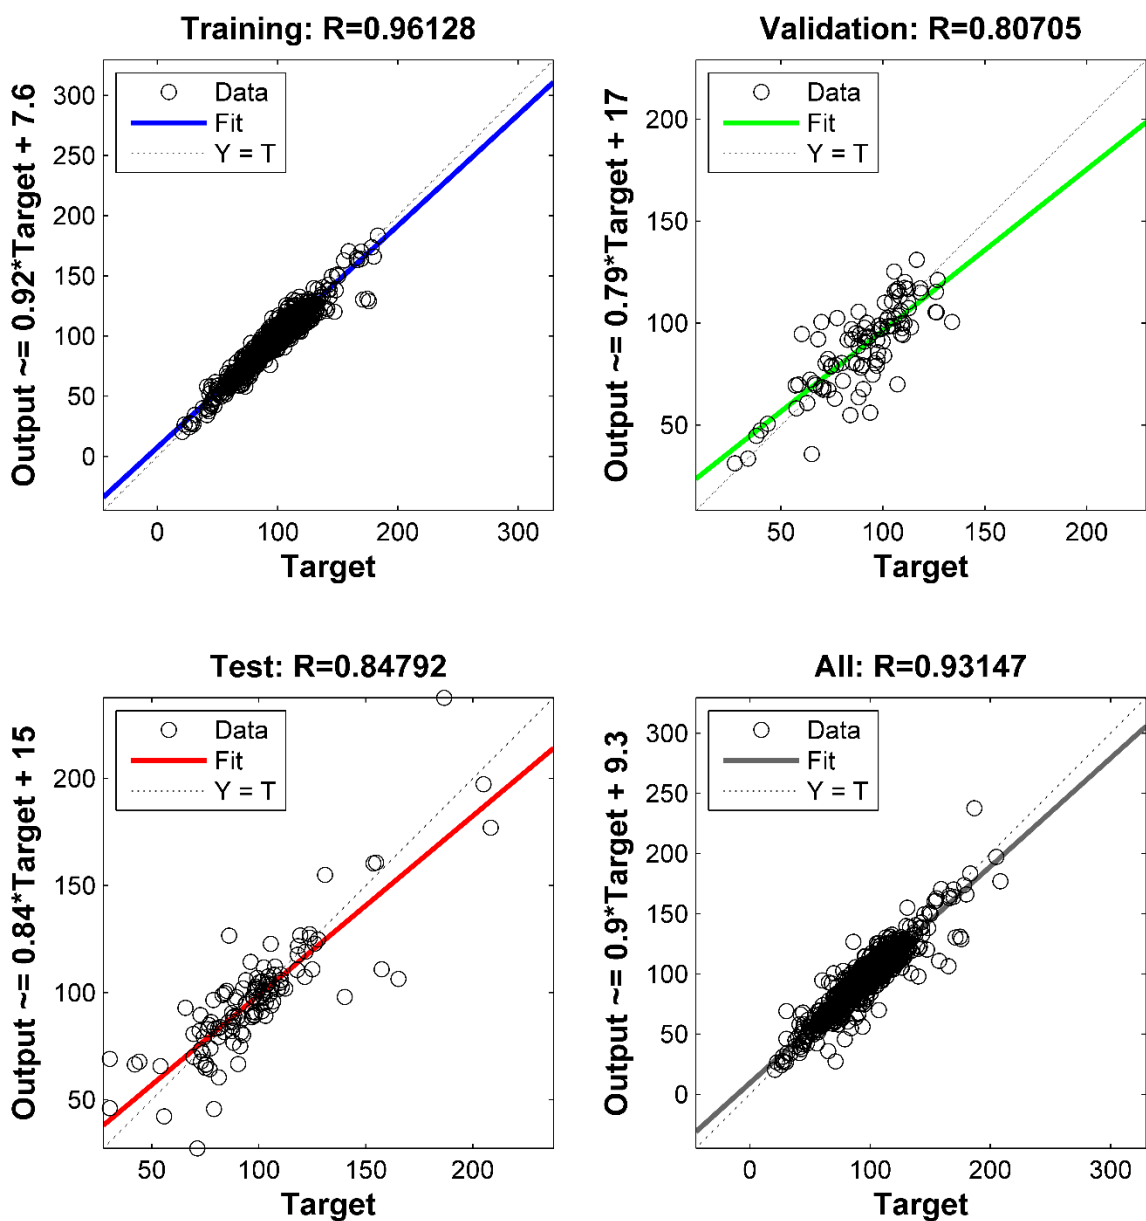 Training: R=0.96128
Output ~= 0.92*Target + 7.6
300
250
200
150
100
50
0
Data
Fit
Y = T
0
100
200
300
Target
Validation: R=0.80705
Output ~= 0.79*Target + 17
200
150
100
50
Data
Fit
Y = T
50
100
150
200
Target
Test: R=0.84792
Output ~= 0.84*Target + 15
200
150
100
50
Data
Fit
Y = T
50
100
150
200
Target
All: R=0.93147
Output ~= 0.9*Target + 9.3
300
250
200
150
100
50
0
Data
Fit
Y = T
0
100
200
300
Target